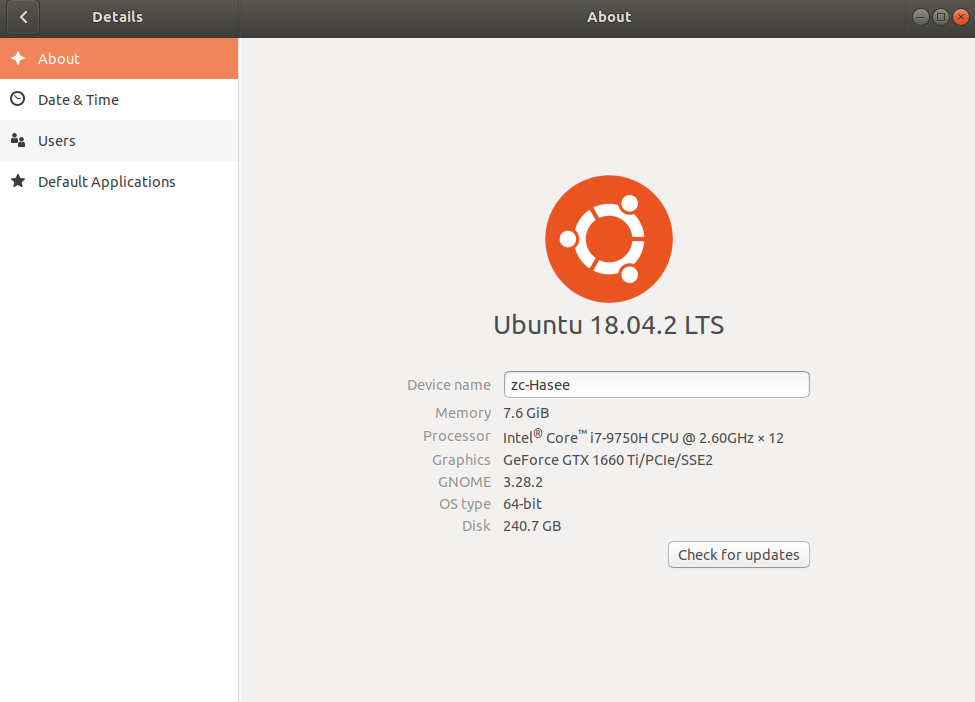 Details
About
About
Date & Time
Users
Default Applications
Ubuntu 18.04.2 LTS
Device name zc-Hasee
Memory 7.6 GiB
Processor Intel® Core™ i7-9750H CPU @ 2.60GHz × 12
Graphics GeForce GTX 1660 Ti/PCIe/SSE2
GNOME 3.28.2
OS type 64-bit
Disk 240.7 GB
Check for updates